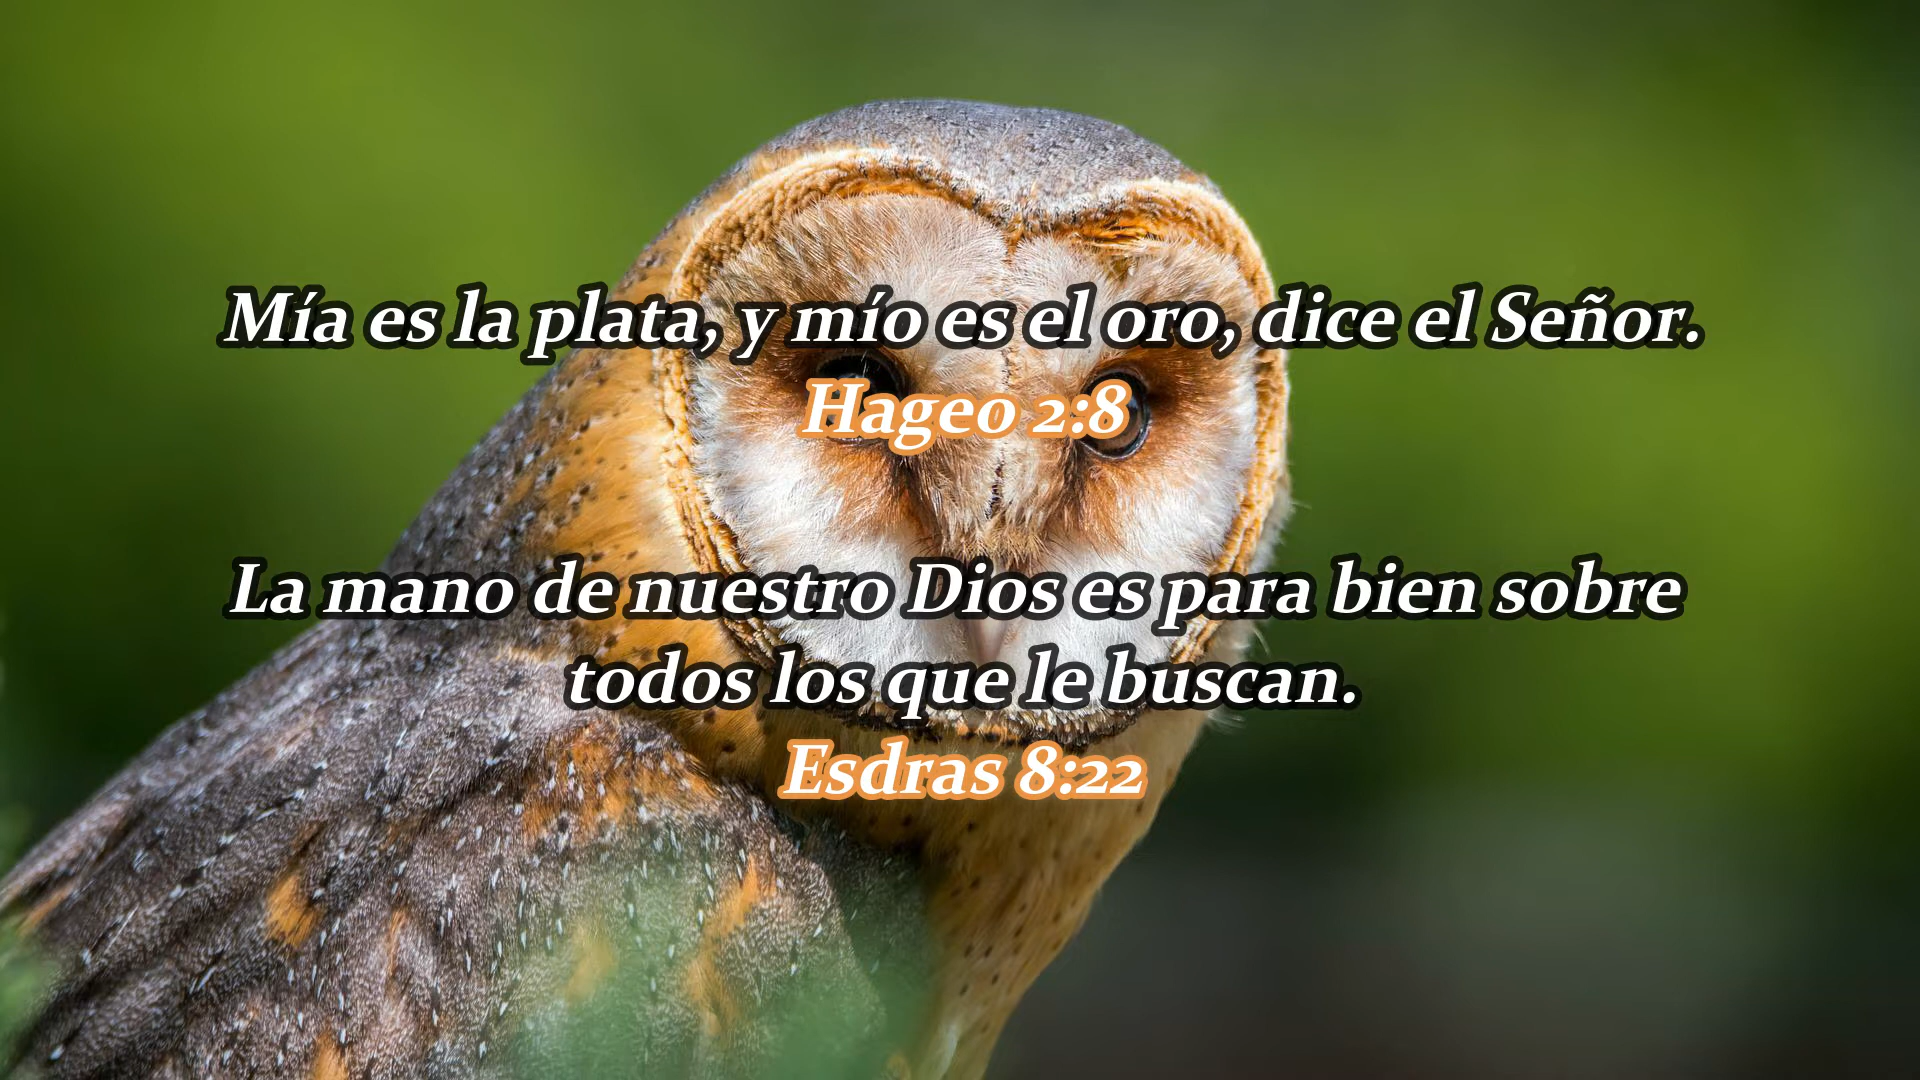 Mía es la plata, y mío es el oro, dice el Señor.
Hageo 2:8
La mano de nuestro Dios es para bien sobre
todos los que le buscan.
Esdras 8:22